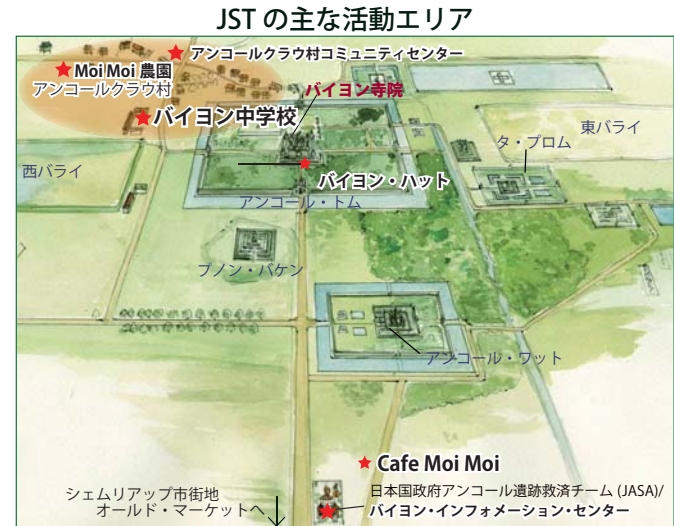 JST の主な活動エリア
アンコールクラウ村コミュニティセンター
Moi Moi 農園
アンコールクラウ村
バイヨン寺院
バイヨン中学校
東バライ
タ・プロム
西バライ
バイヨン・ハット
アンコール・トム
プノン・バケン
アンコール・ワット
Cafe Moi Moi
シェムリアップ市街地
オールド・マーケットへ
日本国政府アンコール遺跡救済チーム (JASA)/
バイヨン・インフォメーション・センター